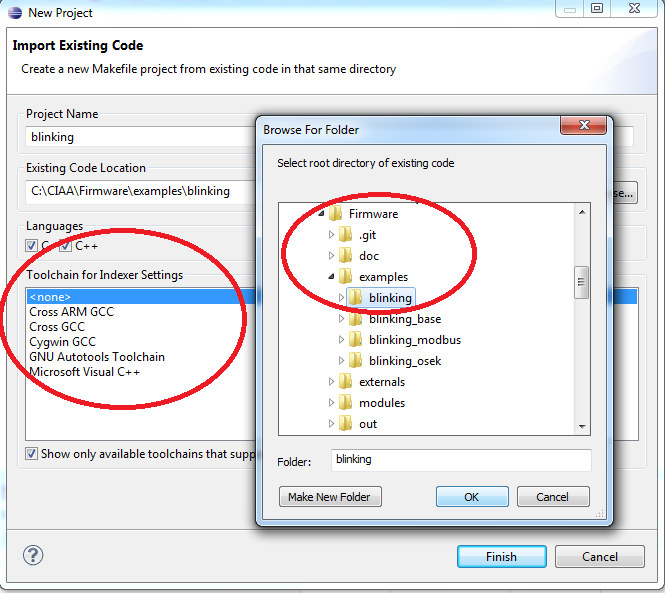 New Project
Import Existing Code
Create a new Makefile project from existing code in that same directory
Project Name
blinking
Existing Code Location
C:\CIAA\Firmware\examples\blinking
Languages
C++
Toolchain for Indexer Settings
<none>
Cross ARM GCC
Cross GCC
Cygwin GCC
GNU Autotools Toolchain
Microsoft Visual C++
Show only available toolchains that supp
Browse For Folder
Select root directory of existing code
Firmware
.git
doc
examples
blinking
blinking_base
blinking_modbus
blinking_osek
externals
modules
out
Folder:
blinking
Make New Folder
OK
Cancel
?
Finish
Cancel